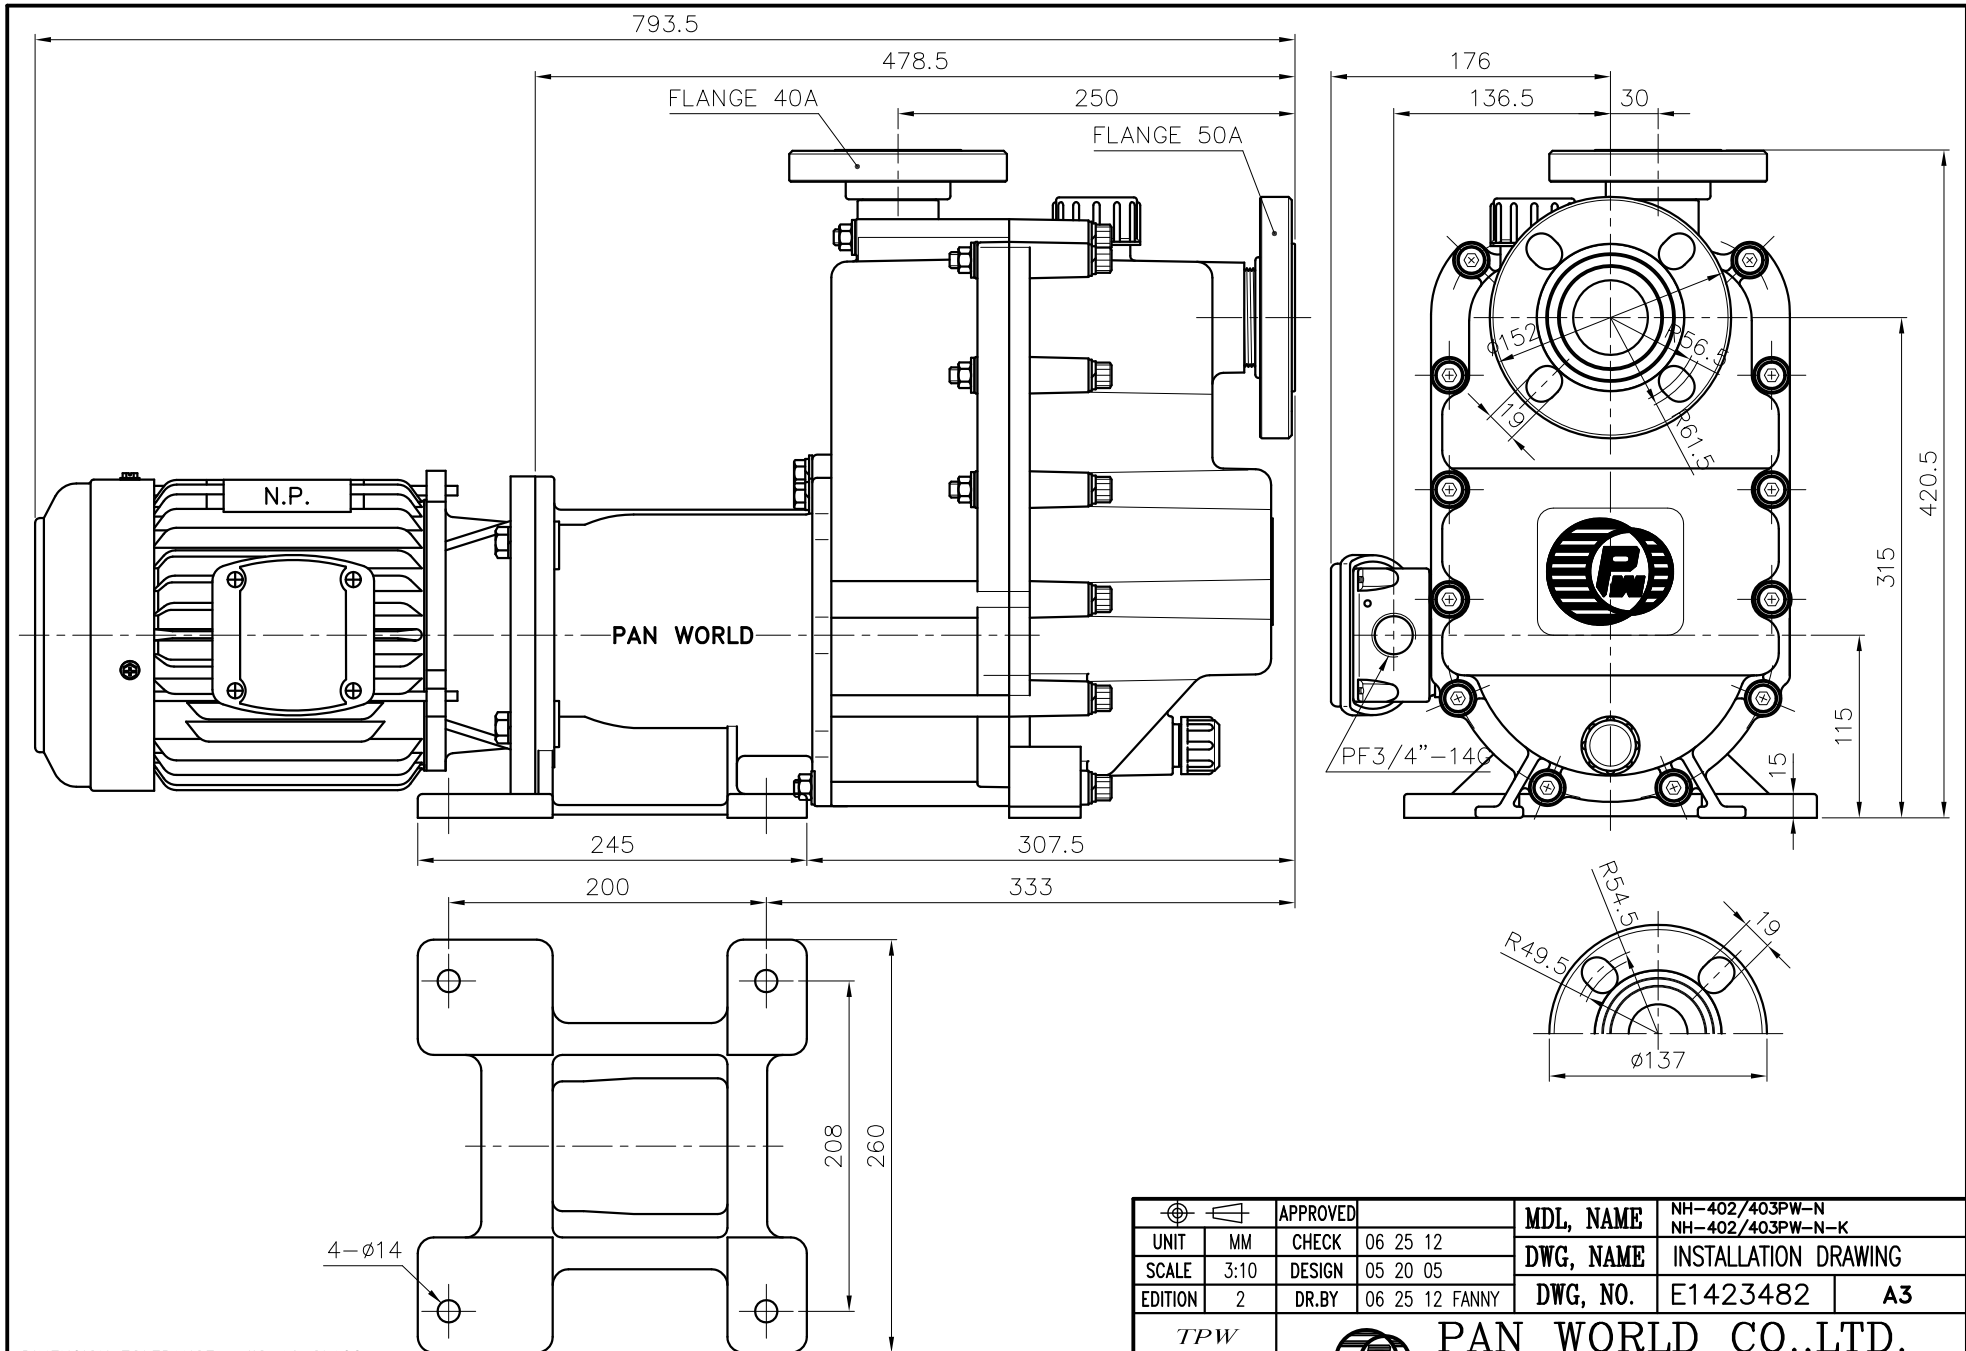 793.5
478.5
176
FLANGE 40A
250
136.5
30
FLANGE 50A
ø152
R56.5
19
R61.5
N.P.
420.5
315
PAN WORLD
PW
115
PF3/4"-14G
15
245
307.5
200
333
R54.5
19
R49.5
ø137
208
260
4-ø14
APPROVED
MDL, NAME
NH-402/403PW-N
NH-402/403PW-N-K
UNIT MM CHECK 06 25 12
DWG, NAME INSTALLATION DRAWING
SCALE 3:10 DESIGN 05 20 05
EDITION 2 DR.BY 06 25 12 FANNY
DWG, NO. E1423482 A3
TPW
PAN WORLD CO.,LTD.